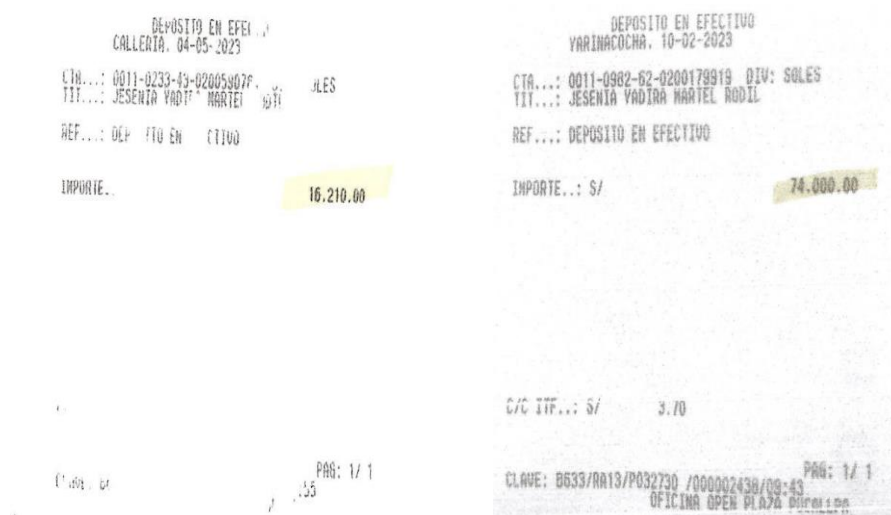 DEPOSITO EN
CALLERIA, 04-05-2023
CTA...: 0011-0233-43-
TIT...: JESENIA MARTEL
REF...: EN
IMPORTE..
16.210.00
PAG: 1/ 1
DEPOSITO EN EFECTIVO
YARINACOCHA, 10-02-2023
CTA...: 0011-0982-62-0200179919 DIV: SOLES
TIT...: JESENIA YADIRA MARTEL RODIL
REF...: DEPOSITO EN EFECTIVO
IMPORTE..: S/ 74.000.00
C/C ITF..: S/ 3.70
PAG: 1/ 1
CLAVE: B633/RA13/P032730 /000002438/09:43
OFICINA OPEN PLAZA PUCALLPA